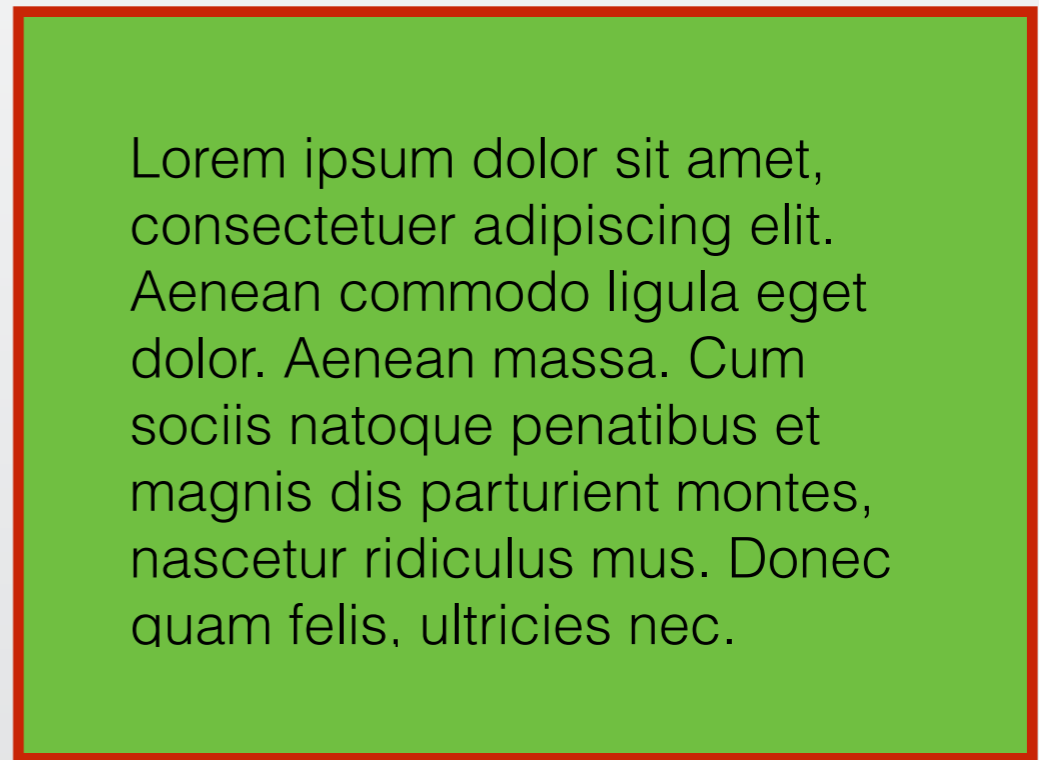 Lorem ipsum dolor sit amet,
consectetuer adipiscing elit.
Aenean commodo ligula eget
dolor. Aenean massa. Cum
sociis natoque penatibus et
magnis dis parturient montes,
nascetur ridiculus mus. Donec
quam felis, ultricies nec.